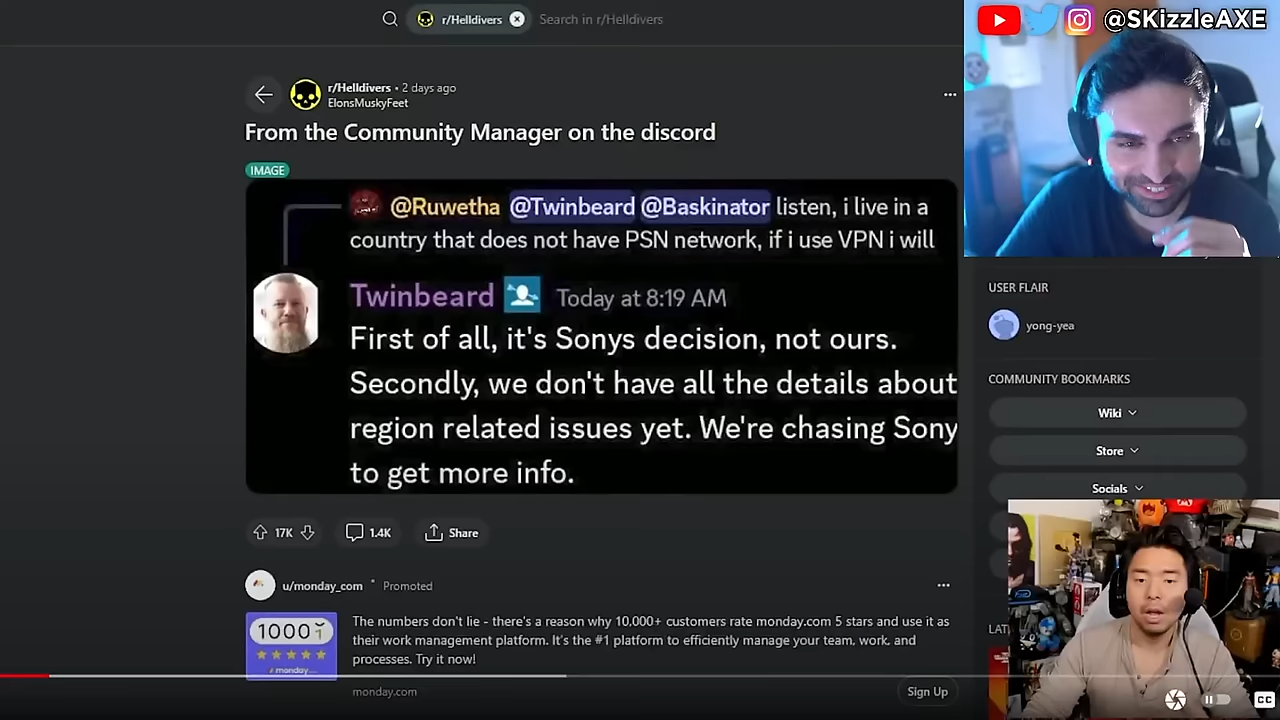 r/Helldivers
Search in r/Helldivers
@SKizzleAXE
r/Helldivers • 2 days ago
ElonsMuskyFeet
From the Community Manager on the discord
IMAGE
@Ruwetha @Twinbeard @Baskinator listen, i live in a
country that does not have PSN network, if i use VPN i will
Twinbeard Today at 8:19 AM
First of all, it's Sonys decision, not ours.
Secondly, we don't have all the details about
region related issues yet. We're chasing Sony
to get more info.
17K
1.4K
Share
u/monday_com • Promoted
The numbers don't lie - there's a reason why 10,000+ customers rate monday.com 5 stars and use it as
their work management platform. It's the #1 platform to efficiently manage your team, work, and
processes. Try it now!
monday.com
Sign Up
1000
monday
USER FLAIR
yong-yea
COMMUNITY BOOKMARKS
Wiki
Store
Socials
LAT
CC